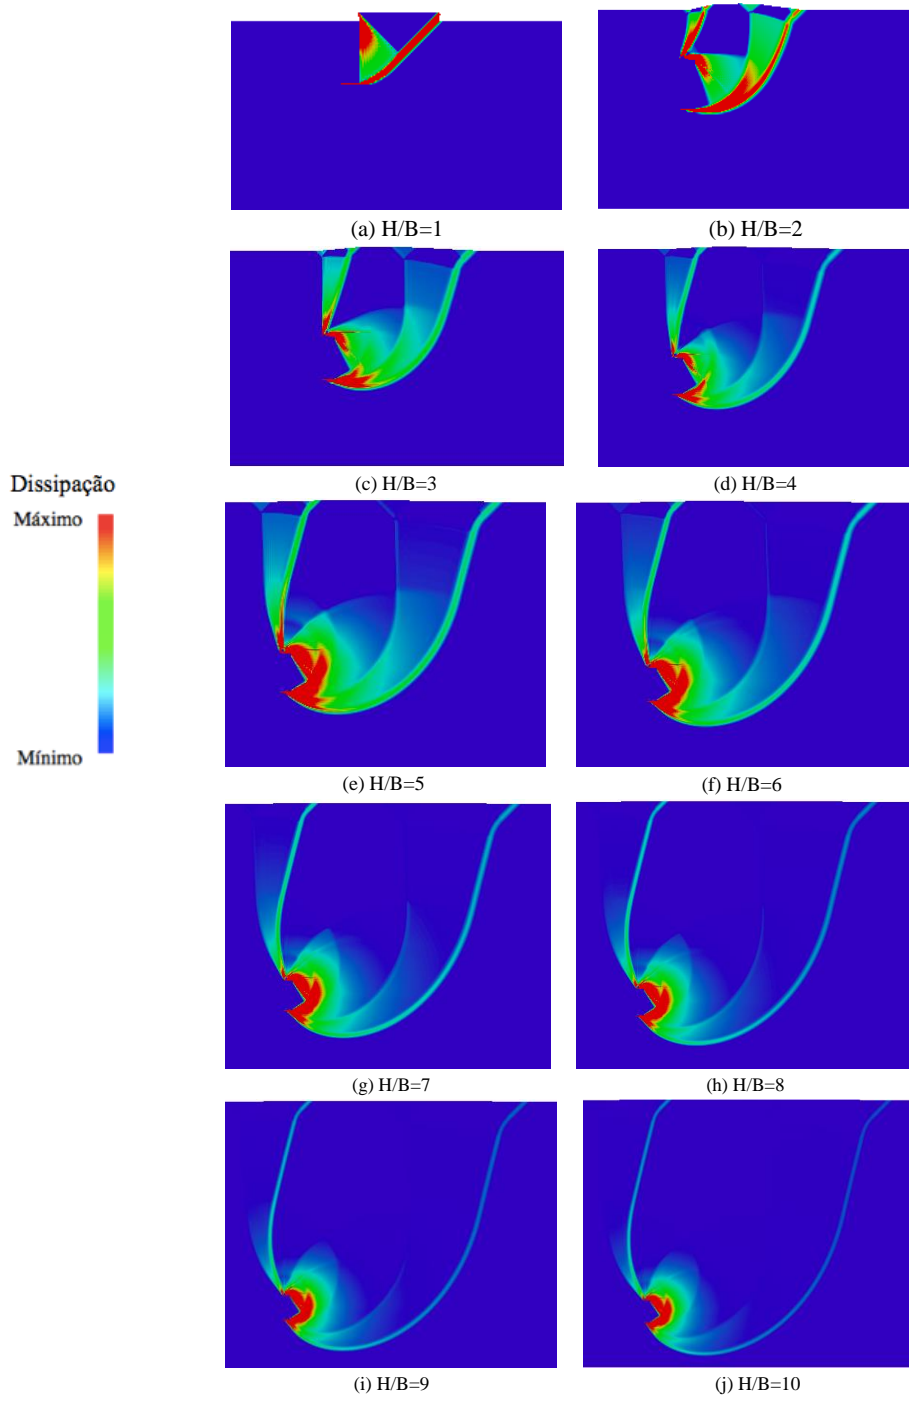 (a) H/B=1
(b) H/B=2
(c) H/B=3
(d) H/B=4
Dissipação
Máximo
Mínimo
(e) H/B=5
(f) H/B=6
(g) H/B=7
(h) H/B=8
(i) H/B=9
(j) H/B=10